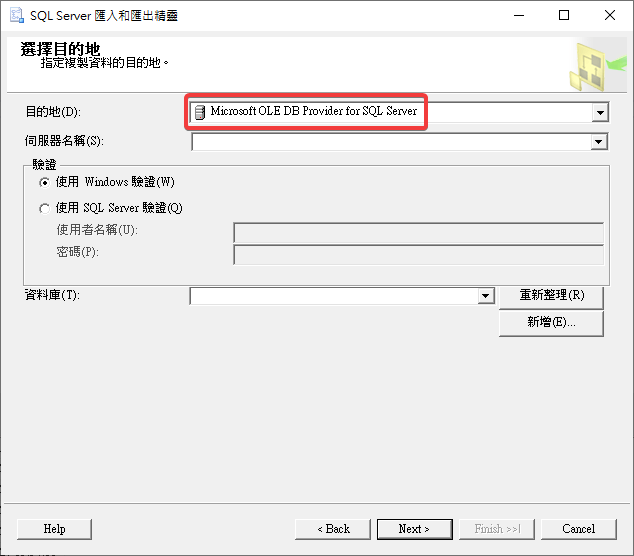 SQL Server 匯入和匯出精靈
選擇目的地
指定複製資料的目的地。
目的地(D):
Microsoft OLE DB Provider for SQL Server
伺服器名稱(S):
驗證
使用 Windows 驗證(W)
使用 SQL Server 驗證(Q)
使用者名稱(U):
密碼(P):
資料庫(T):
重新整理(R)
新增(E)...
Help
< Back
Next >
Finish >>|
Cancel